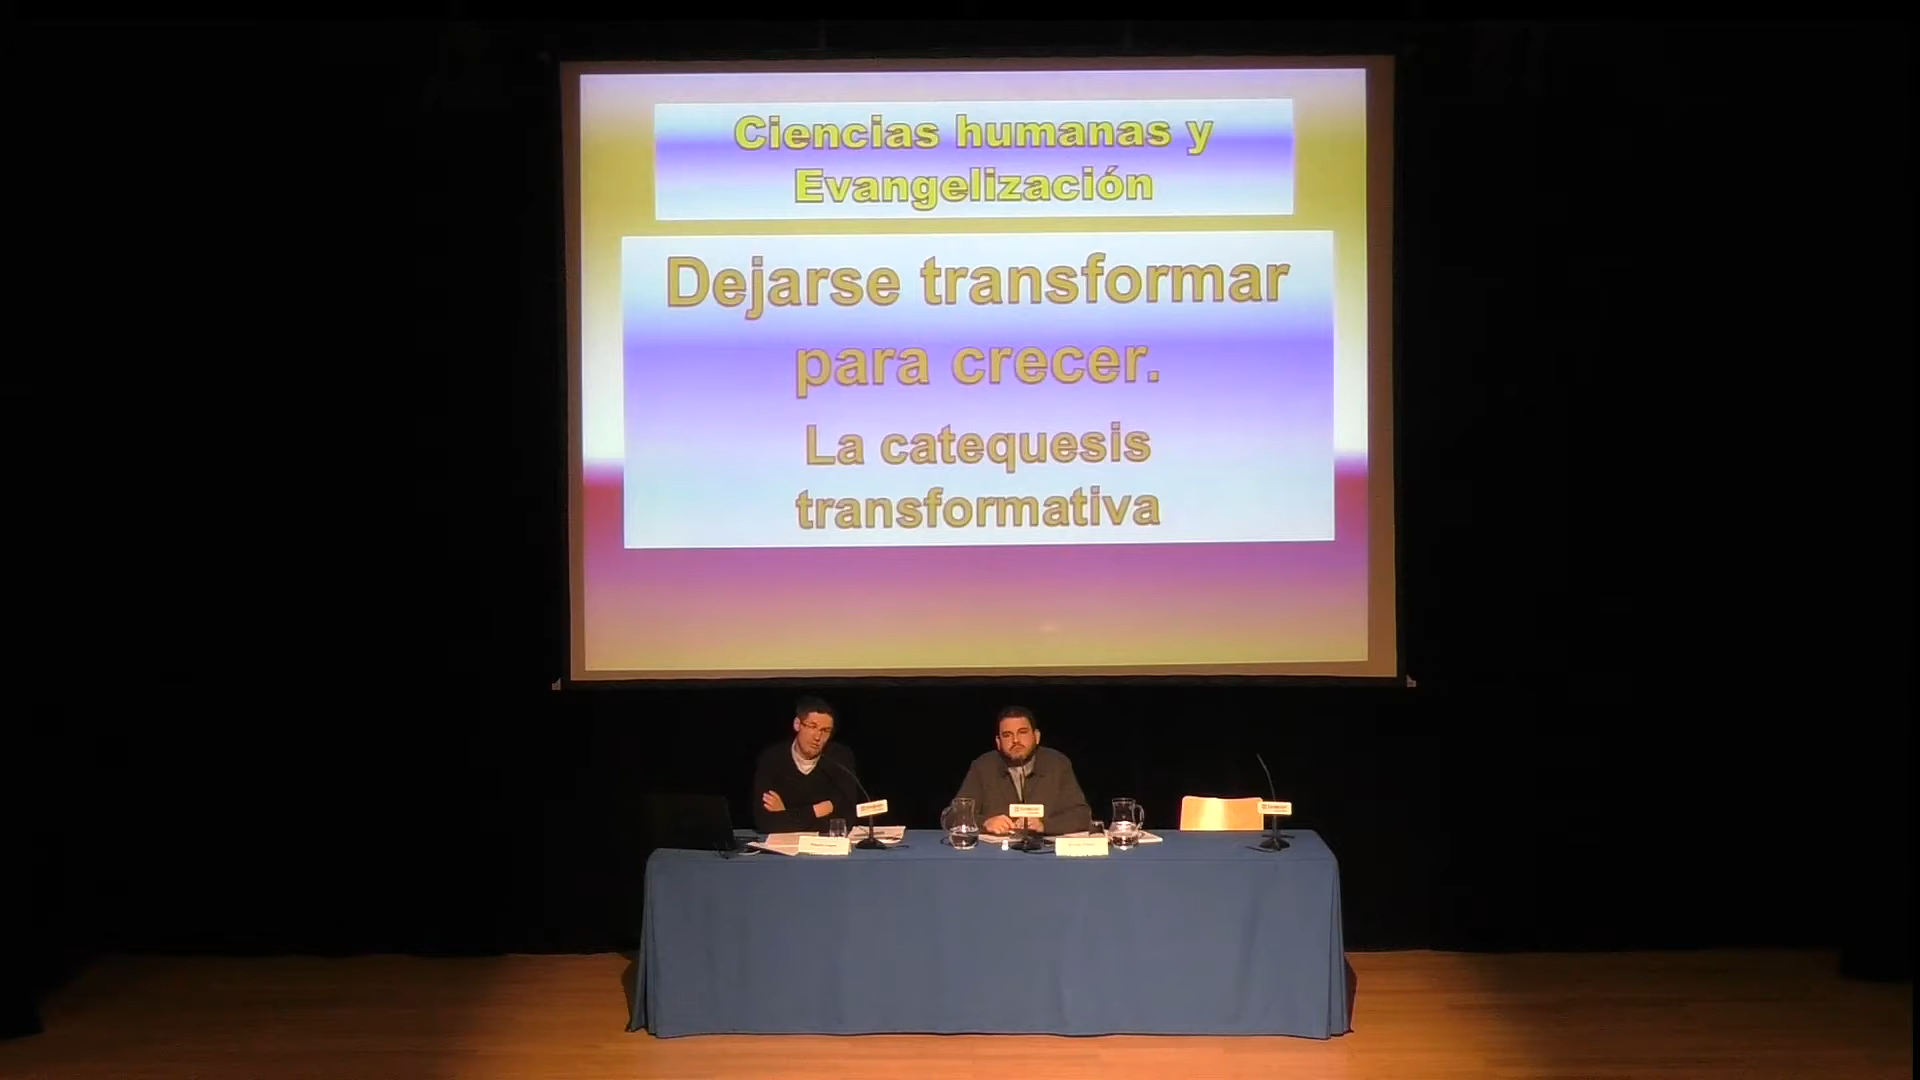 Ciencias humanas y
Evangelización
Dejarse transformar
para crecer.
La catequesis
transformativa